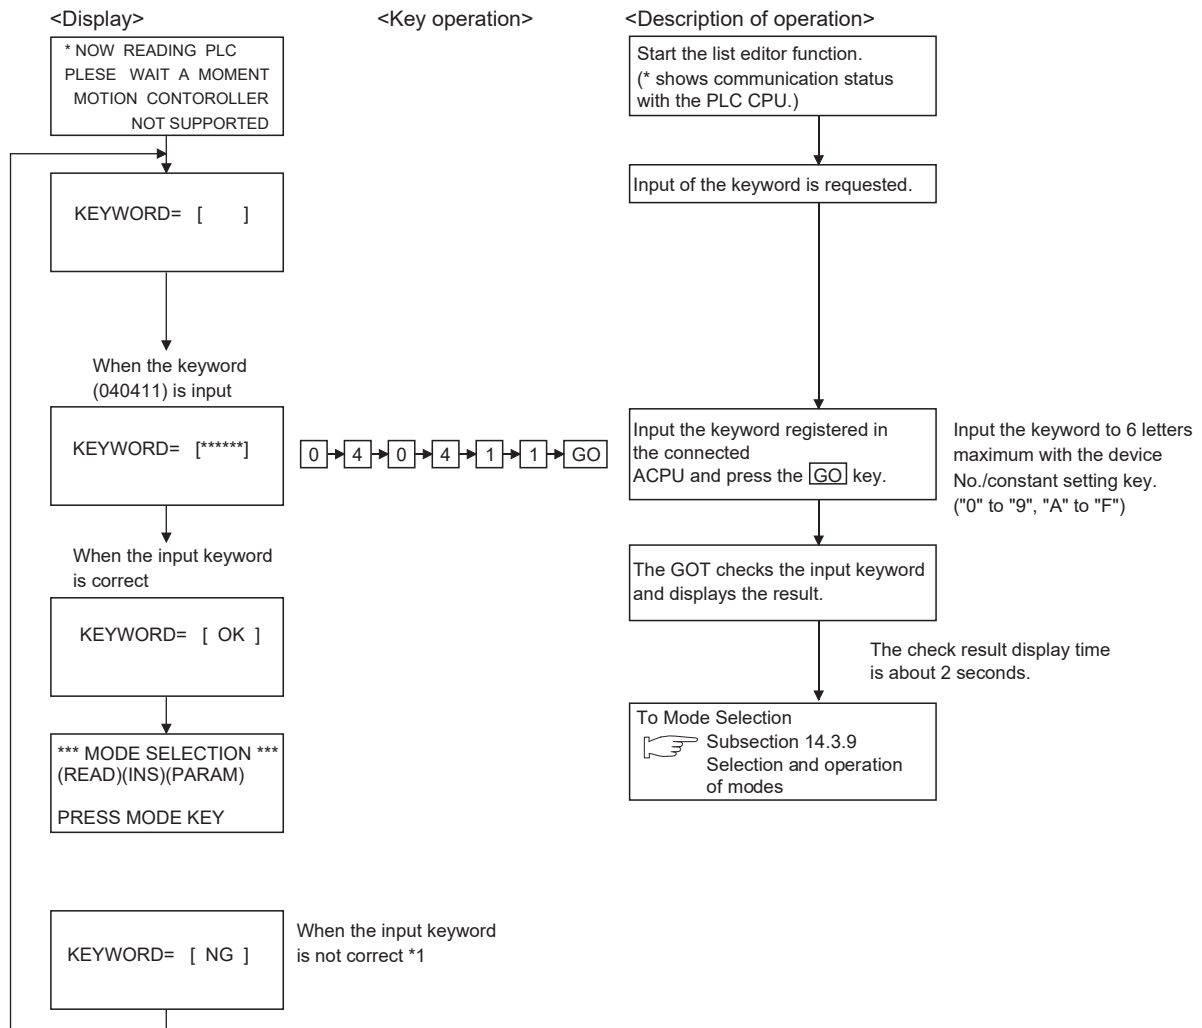 <Display>
<Key operation>
<Description of operation>
* NOW READING PLC
PLESE WAIT A MOMENT
MOTION CONTOROLLER
NOT SUPPORTED
Start the list editor function.
(* shows communication status
with the PLC CPU.)
KEYWORD= [ ]
Input of the keyword is requested.
When the keyword
(040411) is input
KEYWORD= [******]
0 4 0 4 1 1 GO
Input the keyword registered in
the connected
ACPU and press the GO key.
Input the keyword to 6 letters
maximum with the device
No./constant setting key.
("0" to "9", "A" to "F")
When the input keyword
is correct
The GOT checks the input keyword
and displays the result.
KEYWORD= [ OK ]
The check result display time
is about 2 seconds.
*** MODE SELECTION ***
(READ)(INS)(PARAM)
PRESS MODE KEY
To Mode Selection
Subsection 14.3.9
Selection and operation
of modes
KEYWORD= [ NG ]
When the input keyword
is not correct *1